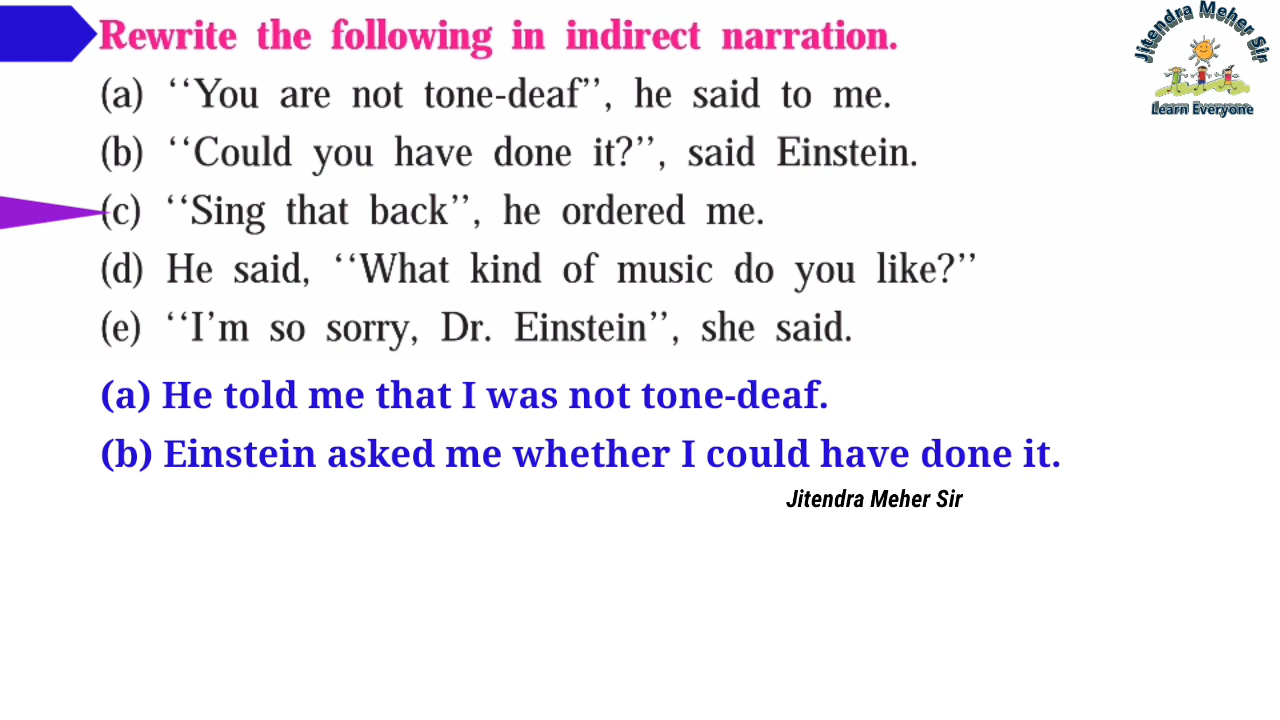 Rewrite the following in indirect narration.
Jitendra Meher Sir
Learn Everyone
(a) ‘‘You are not tone-deaf’’, he said to me.
(b) ‘‘Could you have done it?’’, said Einstein.
(c) ‘‘Sing that back’’, he ordered me.
(d) He said, ‘‘What kind of music do you like?’’
(e) ‘‘I’m so sorry, Dr. Einstein’’, she said.
(a) He told me that I was not tone-deaf.
(b) Einstein asked me whether I could have done it.
Jitendra Meher Sir